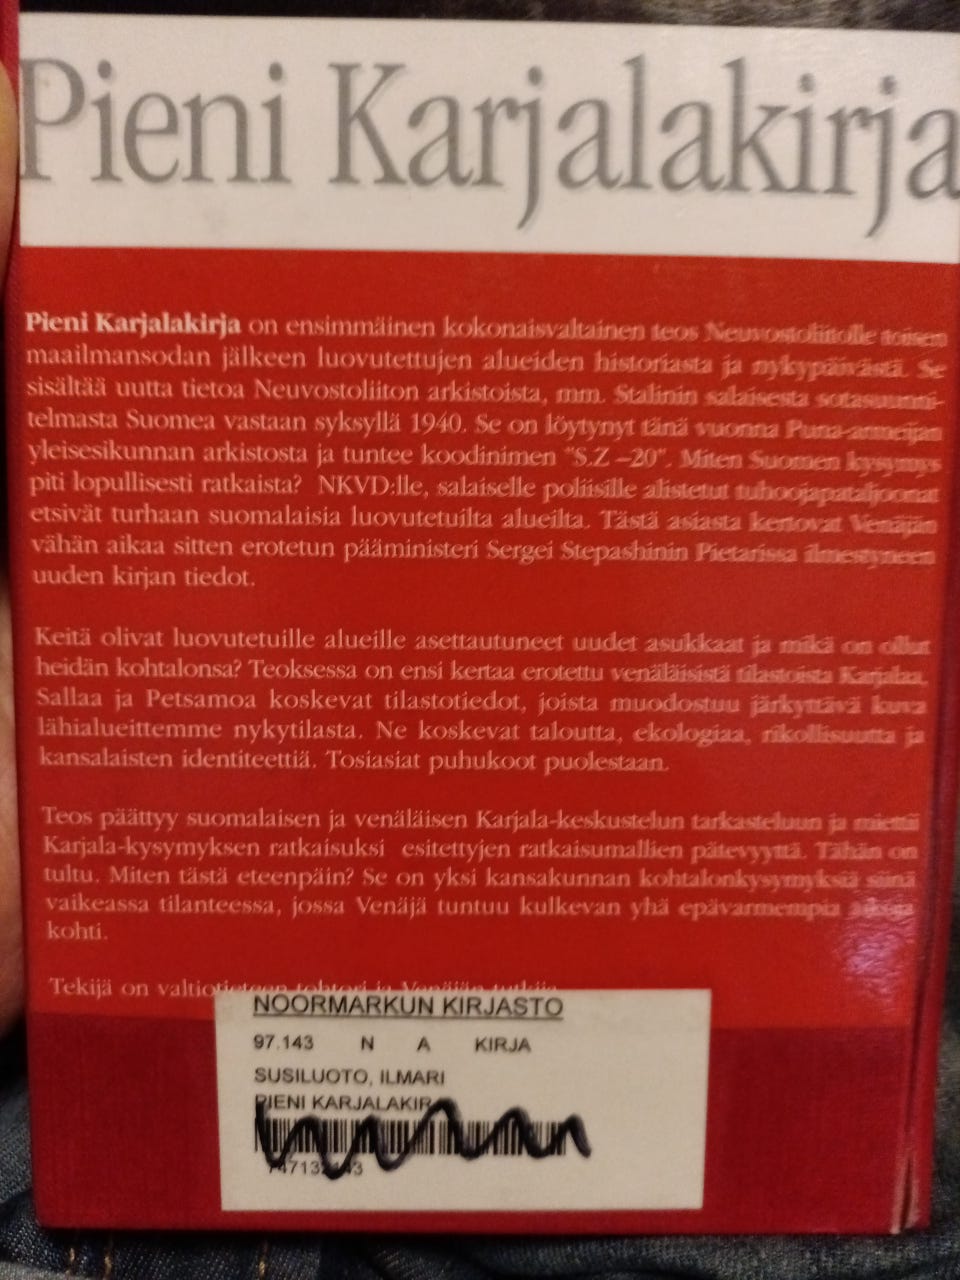 Pieni Karjalakirja
Pieni Karjalakirja on ensimmäinen kokonaisvaltainen teos Neuvostoliitolle toisen
maailmansodan jälkeen luovutettujen alueiden historiasta ja nykypäivästä. Se
sisältää uutta tietoa Neuvostoliiton arkistoista, mm. Stalinin salaisesta sotasuunni-
telmasta Suomea vastaan syksyllä 1940. Se on löytynyt tänä vuonna Puna-armeijan
yleisesikunnan arkistosta ja tuntee koodinimen "S.Z –20". Miten Suomen kysymys
piti lopullisesti ratkaista? NKVD:lle, salaiselle poliisille alistetut tuhoojapataljoonat
etsivät turhaan suomalaisia luovutetuilta alueilta. Tästä asiasta kertovat Venäjän
vähän aikaa sitten erotetun pääministeri Sergei Stepashinin Pietarissa ilmestyneen
uuden kirjan tiedot.
Keitä olivat luovutetuille alueille asettautuneet uudet asukkaat ja mikä on ollut
heidän kohtalonsa? Teoksessa on ensi kertaa erotettu venäläisistä tilastoista Karjalaa,
Sallaa ja Petsamoa koskevat tilastotiedot, joista muodostuu järkyttävä kuva
lähialueittemme nykytilasta. Ne koskevat taloutta, ekologiaa, rikollisuutta ja
kansalaisten identiteettiä. Tosiasiat puhukoot puolestaan.
Teos päättyy suomalaisen ja venäläisen Karjala-keskustelun tarkasteluun ja miettii
Karjala-kysymyksen ratkaisuksi esitettyjen ratkaisumallien pätevyyttä. Tähän on
tultu. Miten tästä eteenpäin? Se on yksi kansakunnan kohtalonkysymyksiä siinä
vaikeassa tilanteessa, jossa Venäjä tuntuu kulkevan yhä epävarmempia aikoja
kohti.
Tekijä on valtiotieteen tohtori ja Venäjän tutkija
NOORMARKUN KIRJASTO
97.143 N A KIRJA
SUSILUOTO, ILMARI
PIENI KARJALAKIR